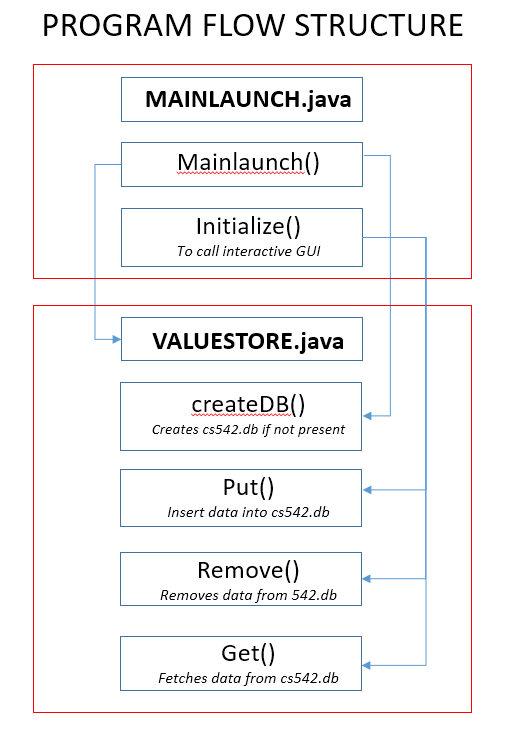 PROGRAM FLOW STRUCTURE
MAINLAUNCH.java
Mainlaunch()
Initialize()
To call interactive GUI
VALUESTORE.java
createDB()
Creates cs542.db if not present
Put()
Insert data into cs542.db
Remove()
Removes data from 542.db
Get()
Fetches data from cs542.db